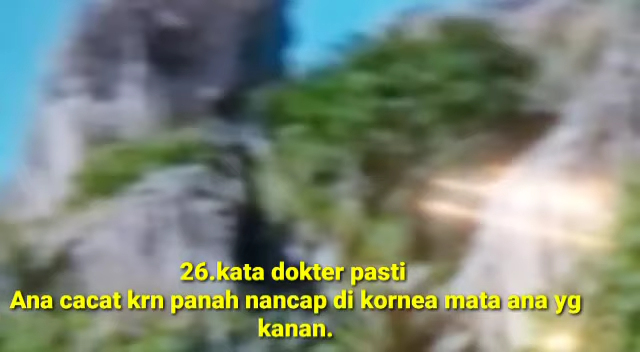 26.kata dokter pasti
Ana cacat krn panah nancap di kornea mata ana yg
kanan.